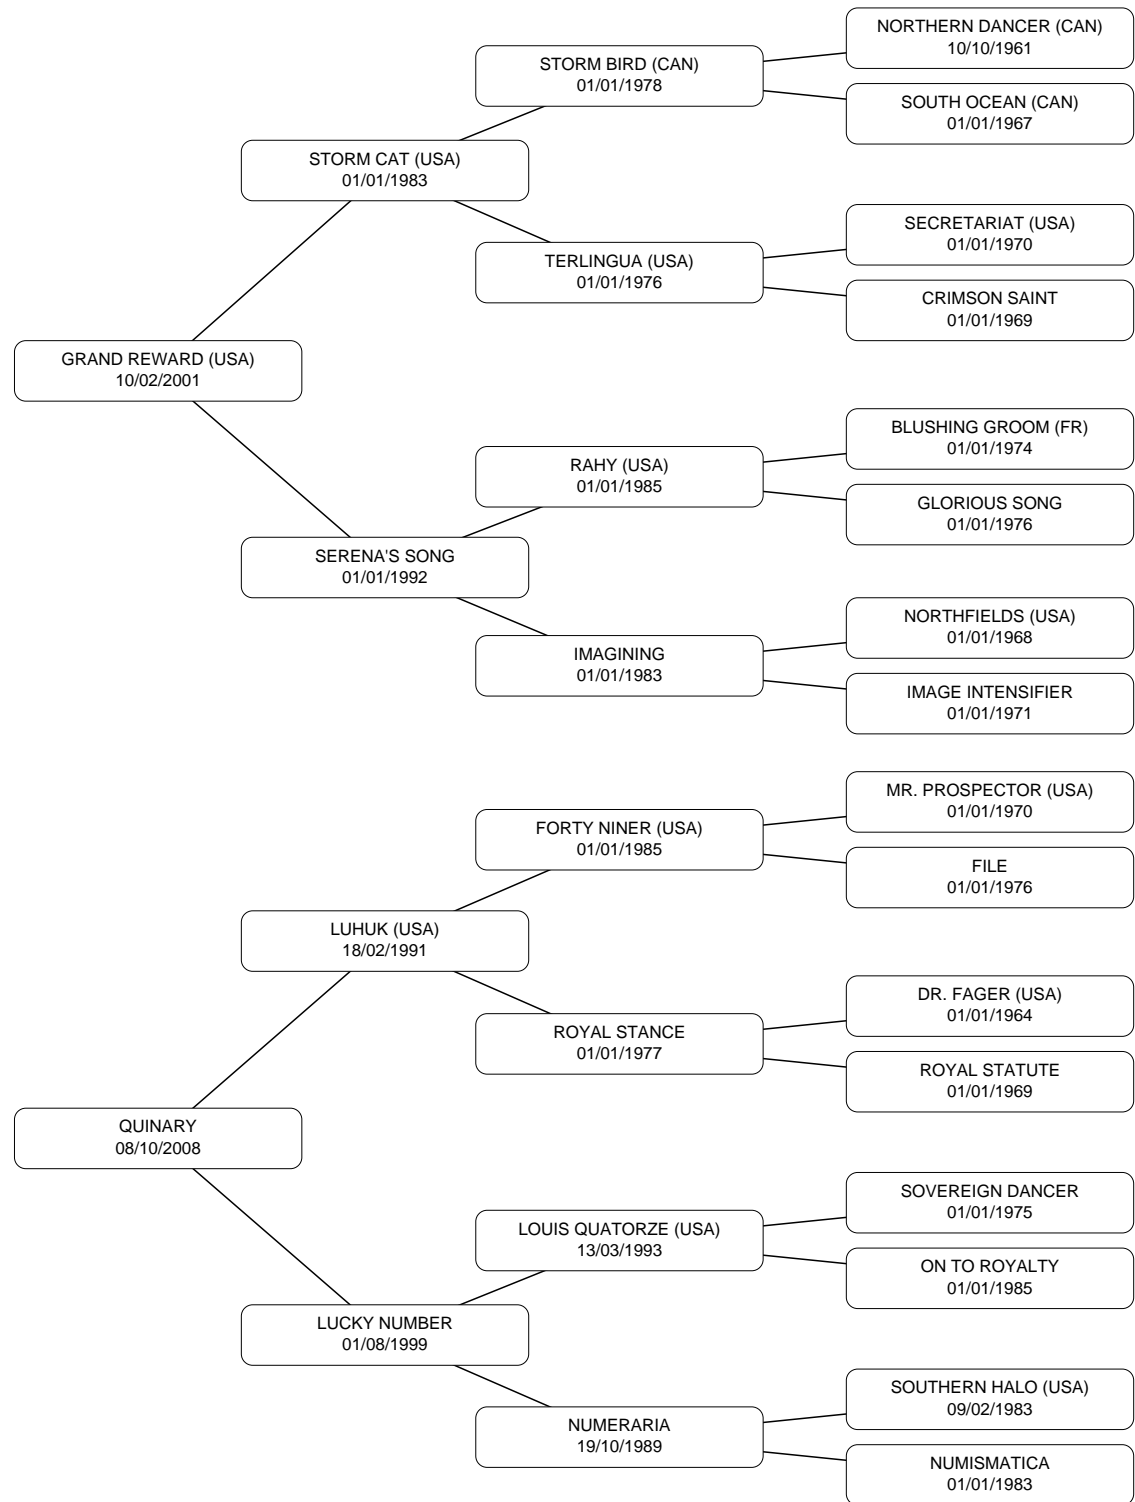 NORTHERN DANCER (CAN)
10/10/1961
STORM BIRD (CAN)
01/01/1978
SOUTH OCEAN (CAN)
01/01/1967
STORM CAT (USA)
01/01/1983
SECRETARIAT (USA)
01/01/1970
TERLINGUA (USA)
01/01/1976
CRIMSON SAINT
01/01/1969
GRAND REWARD (USA)
10/02/2001
BLUSHING GROOM (FR)
01/01/1974
RAHY (USA)
01/01/1985
GLORIOUS SONG
01/01/1976
SERENA'S SONG
01/01/1992
NORTHFIELDS (USA)
01/01/1968
IMAGINING
01/01/1983
IMAGE INTENSIFIER
01/01/1971
MR. PROSPECTOR (USA)
01/01/1970
FORTY NINER (USA)
01/01/1985
FILE
01/01/1976
LUHUK (USA)
18/02/1991
DR. FAGER (USA)
01/01/1964
ROYAL STANCE
01/01/1977
ROYAL STATUTE
01/01/1969
QUINARY
08/10/2008
SOVEREIGN DANCER
01/01/1975
LOUIS QUATORZE (USA)
13/03/1993
ON TO ROYALTY
01/01/1985
LUCKY NUMBER
01/08/1999
SOUTHERN HALO (USA)
09/02/1983
NUMERARIA
19/10/1989
NUMISMATICA
01/01/1983